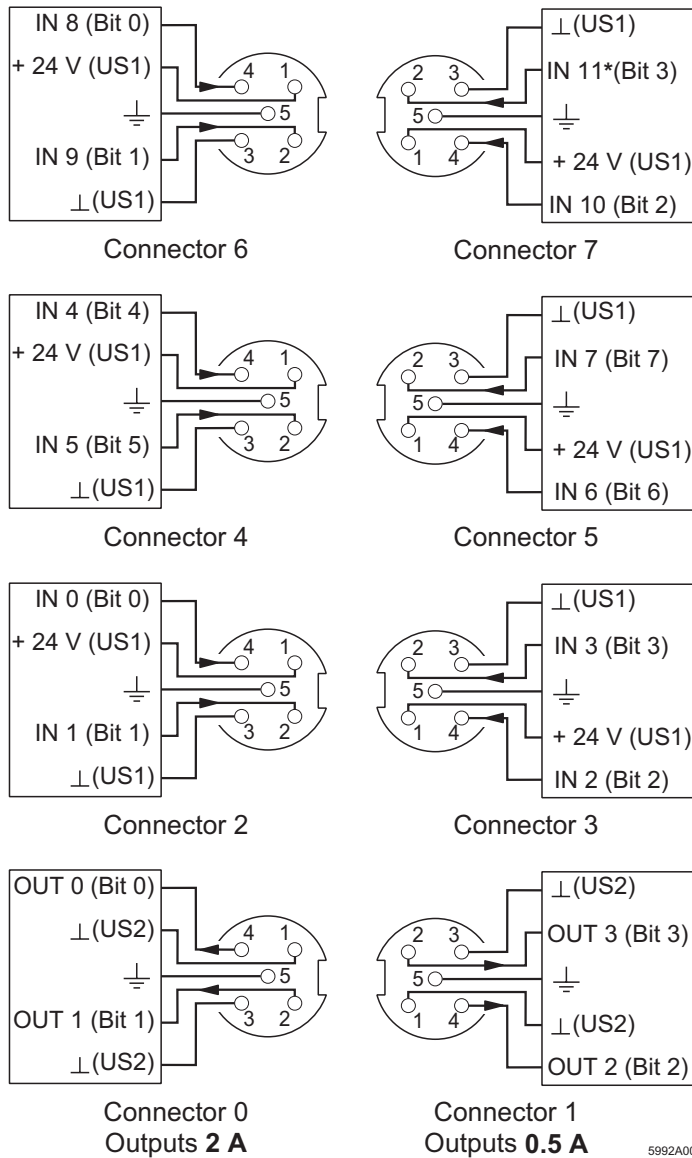 IN 8 (Bit 0)
+ 24 V (US1)
IN 9 (Bit 1)
⊥(US1)
4 1
5
3 2
Connector 6
⊥(US1)
IN 11*(Bit 3)
+ 24 V (US1)
IN 10 (Bit 2)
2 3
5
1 4
Connector 7
IN 4 (Bit 4)
+ 24 V (US1)
IN 5 (Bit 5)
⊥(US1)
4 1
5
3 2
Connector 4
⊥(US1)
IN 7 (Bit 7)
+ 24 V (US1)
IN 6 (Bit 6)
2 3
5
1 4
Connector 5
IN 0 (Bit 0)
+ 24 V (US1)
IN 1 (Bit 1)
⊥(US1)
4 1
5
3 2
Connector 2
⊥(US1)
IN 3 (Bit 3)
+ 24 V (US1)
IN 2 (Bit 2)
2 3
5
1 4
Connector 3
OUT 0 (Bit 0)
⊥(US2)
OUT 1 (Bit 1)
⊥(US2)
4 1
5
3 2
Connector 0
Outputs 2 A
⊥(US2)
OUT 3 (Bit 3)
⊥(US2)
OUT 2 (Bit 2)
2 3
5
1 4
Connector 1
Outputs 0.5 A